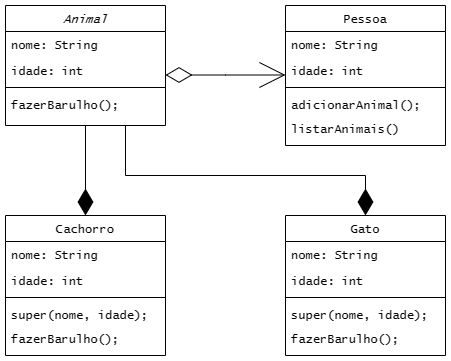 Animal
nome: String
idade: int
fazerBarulho();
Pessoa
nome: String
idade: int
adicionarAnimal();
listarAnimais()
Cachorro
nome: String
idade: int
super(nome, idade);
fazerBarulho();
Gato
nome: String
idade: int
super(nome, idade);
fazerBarulho();